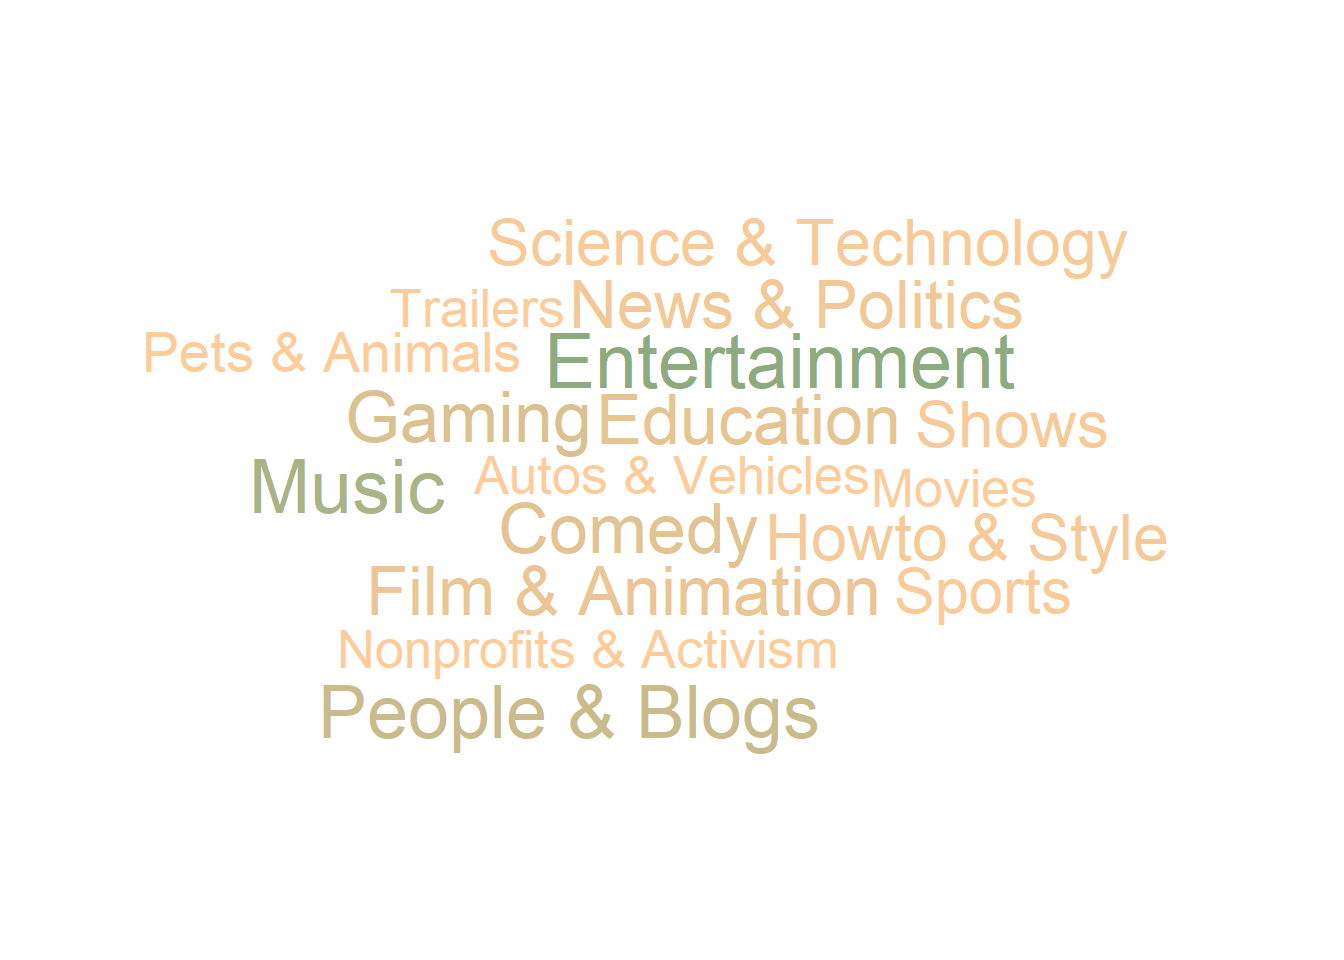 Science & Technology
Trailers News & Politics
Pets & Animals Entertainment
Gaming Education Shows
Music Autos & Vehicles Movies
Comedy Howto & Style
Film & Animation Sports
Nonprofits & Activism
People & Blogs